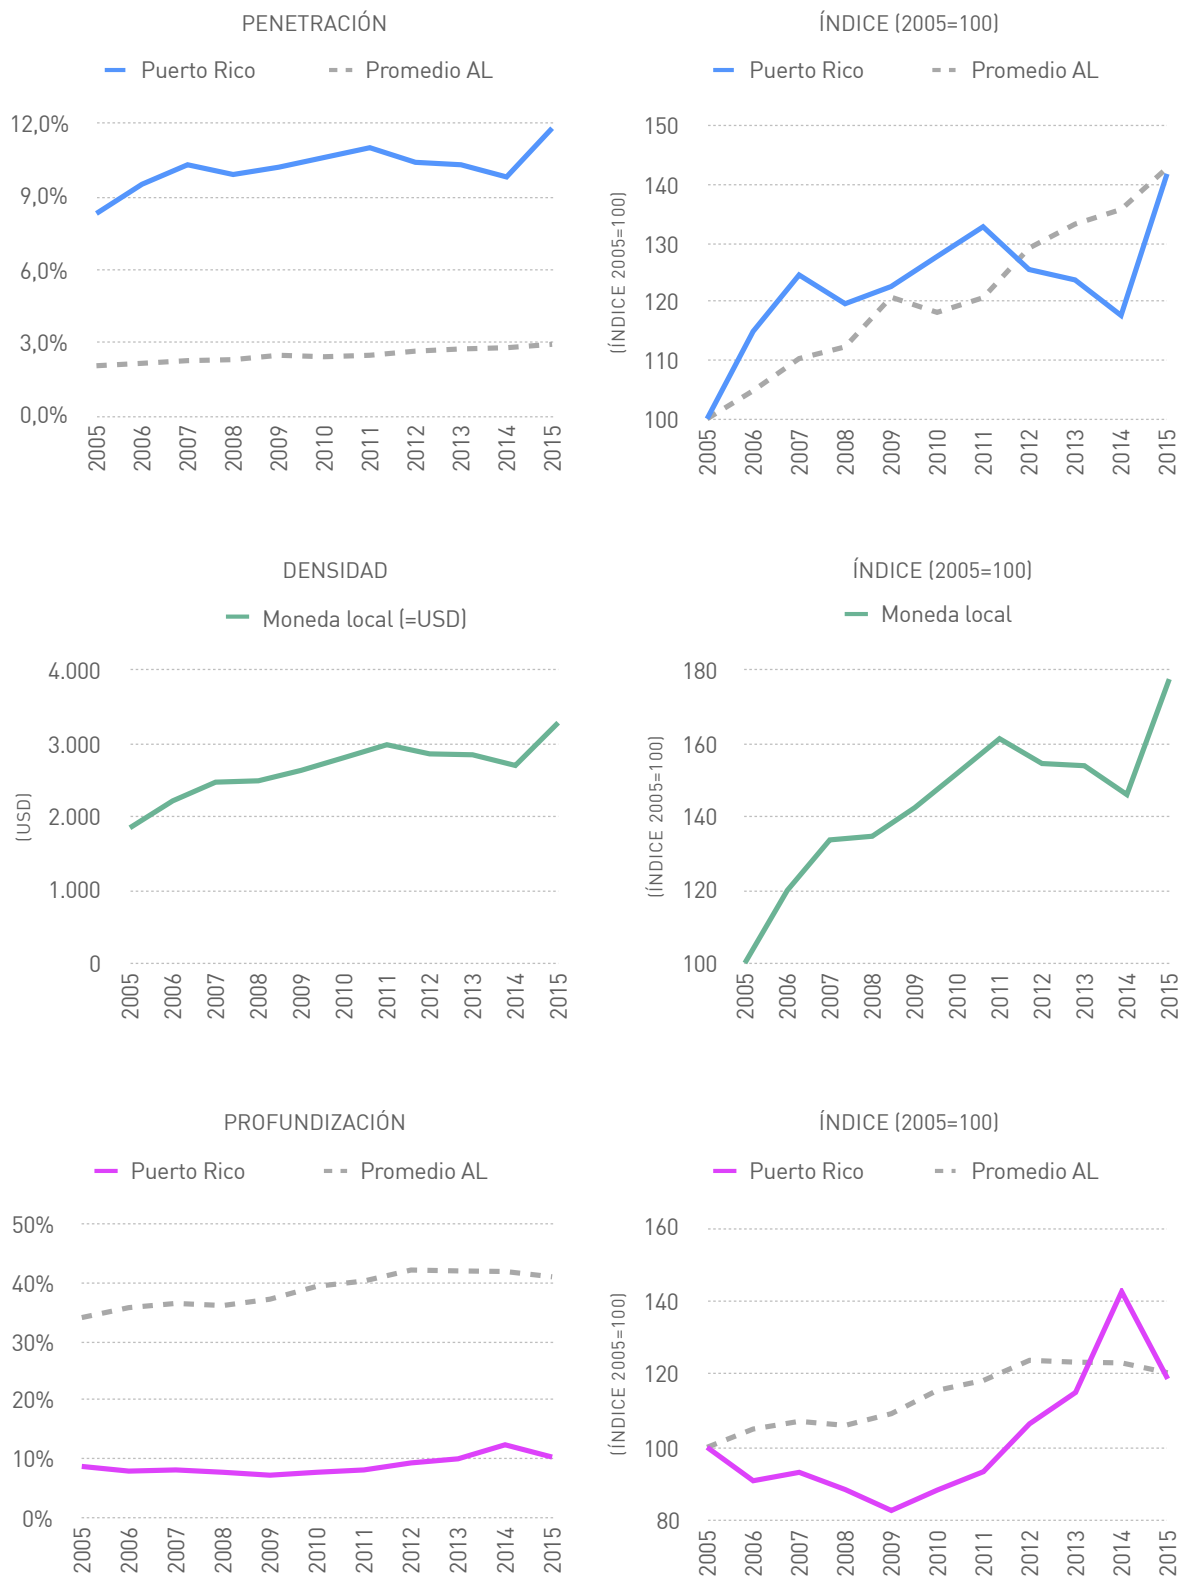 PENETRACIÓN
Puerto Rico Promedio AL
12,0%
9,0%
6,0%
3,0%
0,0%
2005 2006 2007 2008 2009 2010 2011 2012 2013 2014 2015
ÍNDICE (2005=100)
Puerto Rico Promedio AL
(ÍNDICE 2005=100)
150
140
130
120
110
100
2005 2006 2007 2008 2009 2010 2011 2012 2013 2014 2015
DENSIDAD
Moneda local (=USD)
(USD)
4.000
3.000
2.000
1.000
0
2005 2006 2007 2008 2009 2010 2011 2012 2013 2014 2015
ÍNDICE (2005=100)
Moneda local
(ÍNDICE 2005=100)
180
160
140
120
100
2005 2006 2007 2008 2009 2010 2011 2012 2013 2014 2015
PROFUNDIZACIÓN
Puerto Rico Promedio AL
50%
40%
30%
20%
10%
0%
2005 2006 2007 2008 2009 2010 2011 2012 2013 2014 2015
ÍNDICE (2005=100)
Puerto Rico Promedio AL
(ÍNDICE 2005=100)
160
140
120
100
80
2005 2006 2007 2008 2009 2010 2011 2012 2013 2014 2015